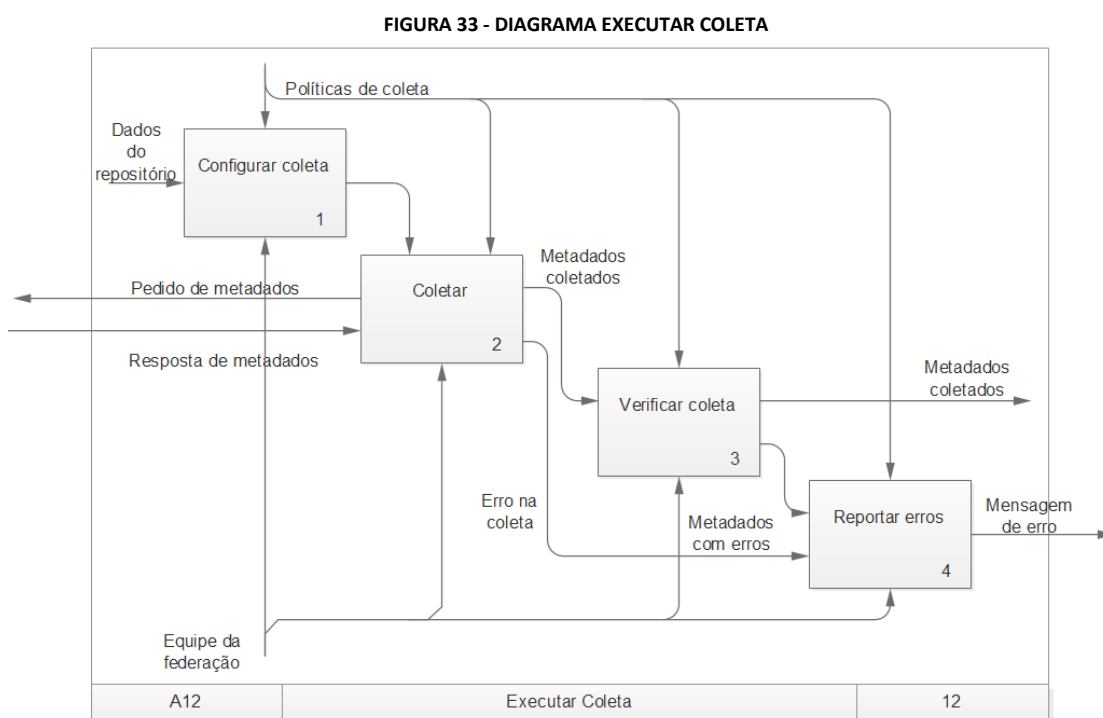 FIGURA 33 - DIAGRAMA EXECUTAR COLETA
Políticas de coleta
Dados
do
repositório
Configurar coleta
1
Pedido de metadados
Resposta de metadados
Coletar
2
Metadados
coletados
Verificar coleta
3
Metadados
coletados
Erro na
coleta
Metadados
com erros
Reportar erros
4
Mensagem
de erro
Equipe da
federação
A12
Executar Coleta
12